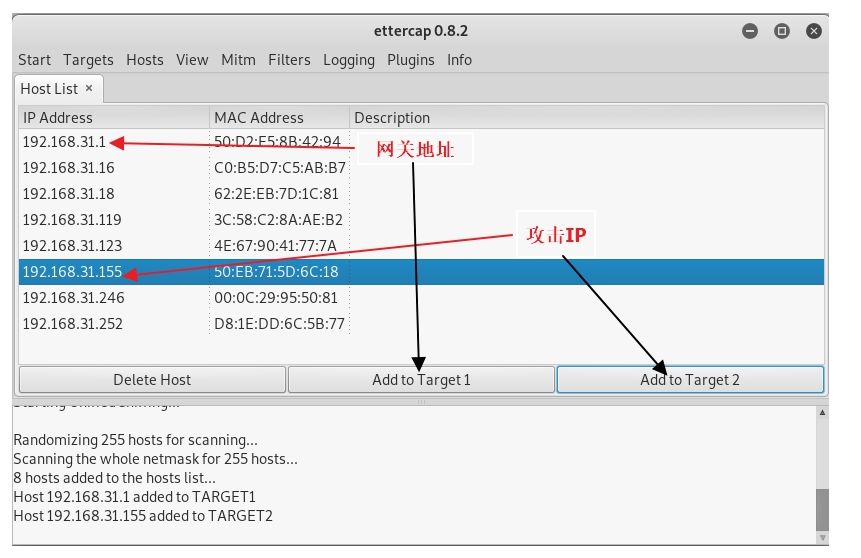 ettercap 0.8.2
Start Targets Hosts View Mitm Filters Logging Plugins Info
Host List ×
IP Address MAC Address Description
192.168.31.1 50:D2:E5:8B:42:94
网关地址
192.168.31.16 C0:B5:D7:C5:AB:B7
192.168.31.18 62:2E:EB:7D:1C:81
192.168.31.119 3C:58:C2:8A:AE:B2
攻击IP
192.168.31.123 4E:67:90:41:77:7A
192.168.31.155 50:EB:71:5D:6C:18
192.168.31.246 00:0C:29:95:50:81
192.168.31.252 D8:1E:DD:6C:5B:77
Delete Host Add to Target 1 Add to Target 2
Randomizing 255 hosts for scanning...
Scanning the whole netmask for 255 hosts...
8 hosts added to the hosts list...
Host 192.168.31.1 added to TARGET1
Host 192.168.31.155 added to TARGET2